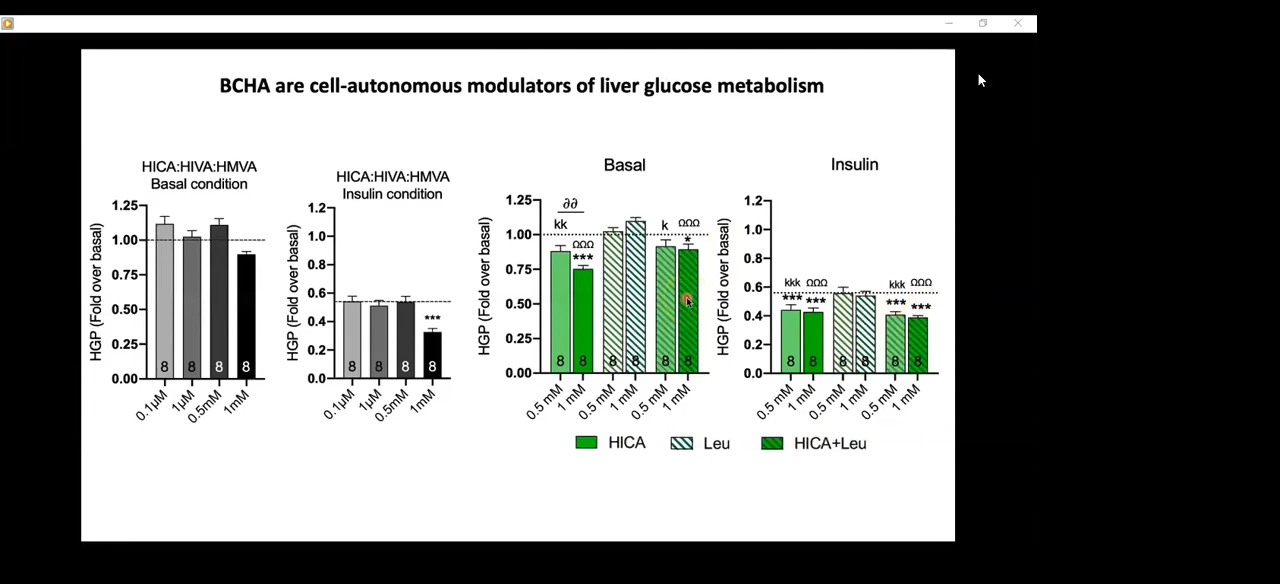 BCHA are cell-autonomous modulators of liver glucose metabolism
HICA:HIVA:HMVA
Basal condition
HGP (Fold over basal)
1.25
1.00
0.75
0.50
0.25
0.00
8 8 8 8
0.1µM 1µM 0.5mM 1mM
HICA:HIVA:HMVA
Insulin condition
HGP (Fold over basal)
1.2
1.0
0.8
0.6
0.4
0.2
0.0
***
8 8 8 8
0.1µM 1µM 0.5mM 1mM
Basal
HGP (Fold over basal)
1.25
1.00
0.75
0.50
0.25
0.00
∂∂
kk k ΩΩΩ
ΩΩΩ *
***
8 8 8 8 8 8
0.5 mM 1 mM 0.5 mM 1 mM 0.5 mM 1 mM
Insulin
HGP (Fold over basal)
1.2
1.0
0.8
0.6
0.4
0.2
0.0
kkk ΩΩΩ kkk ΩΩΩ
*** *** *** ***
8 8 8 8 8 8
0.5 mM 1 mM 0.5 mM 1 mM 0.5 mM 1 mM
HICA Leu HICA+Leu